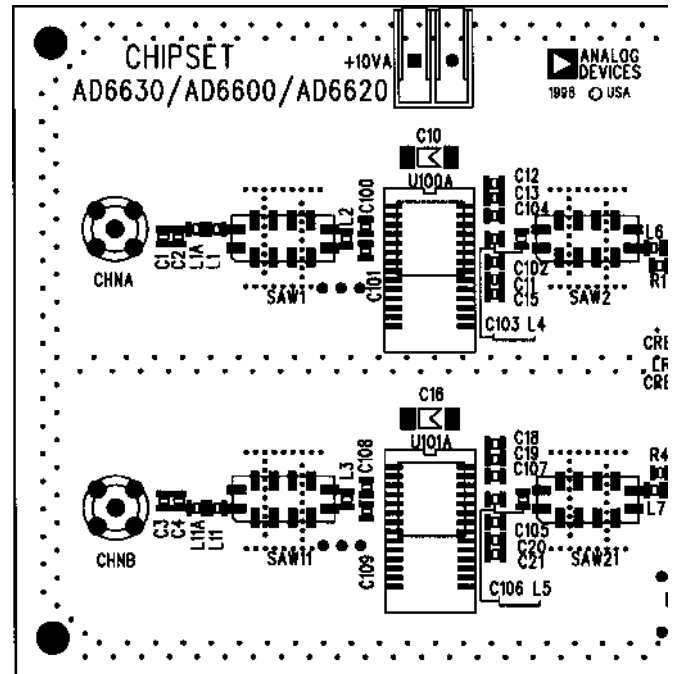 CHIPSET
AD6630/AD6600/AD6620
+10VA
ANALOG
DEVICES
1998 USA
C10
U100A
C12
C13
C104
C100
L2
L6
R1
CHNA
C1
C2
L1A
L1
SAW1
C101
C102
C11
C15
SAW2
C103 L4
CRE
CRE
C16
U101A
C18
C19
C107
C108
L3
R4
L7
CHNB
C3
C4
L11A
L11
SAW11
C109
C105
C20
C21
SAW21
C106 L5